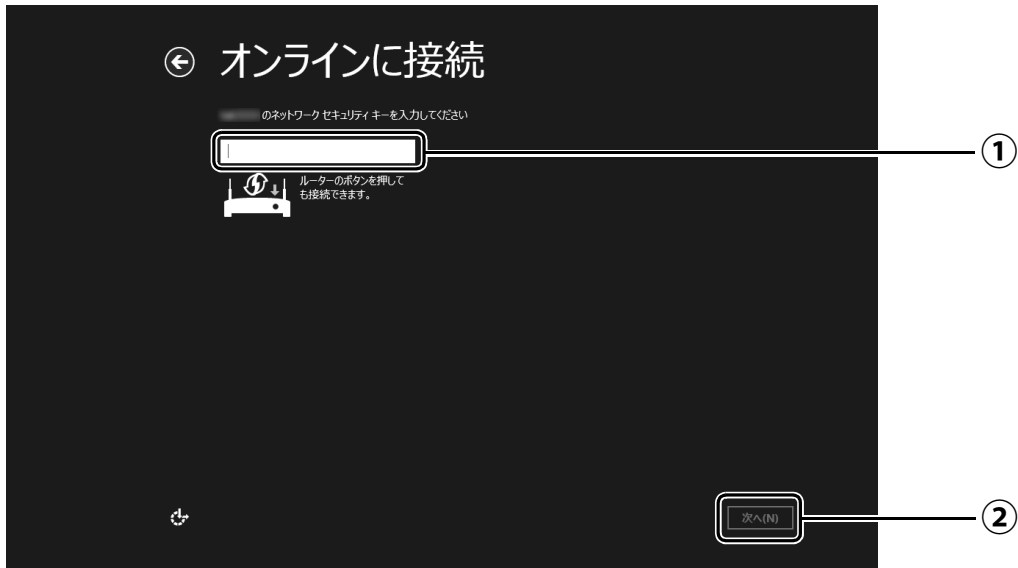 オンラインに接続
のネットワーク セキュリティ キーを入力してください
①
ルーターのボタンを押して
も接続できます。
次へ(N)
②